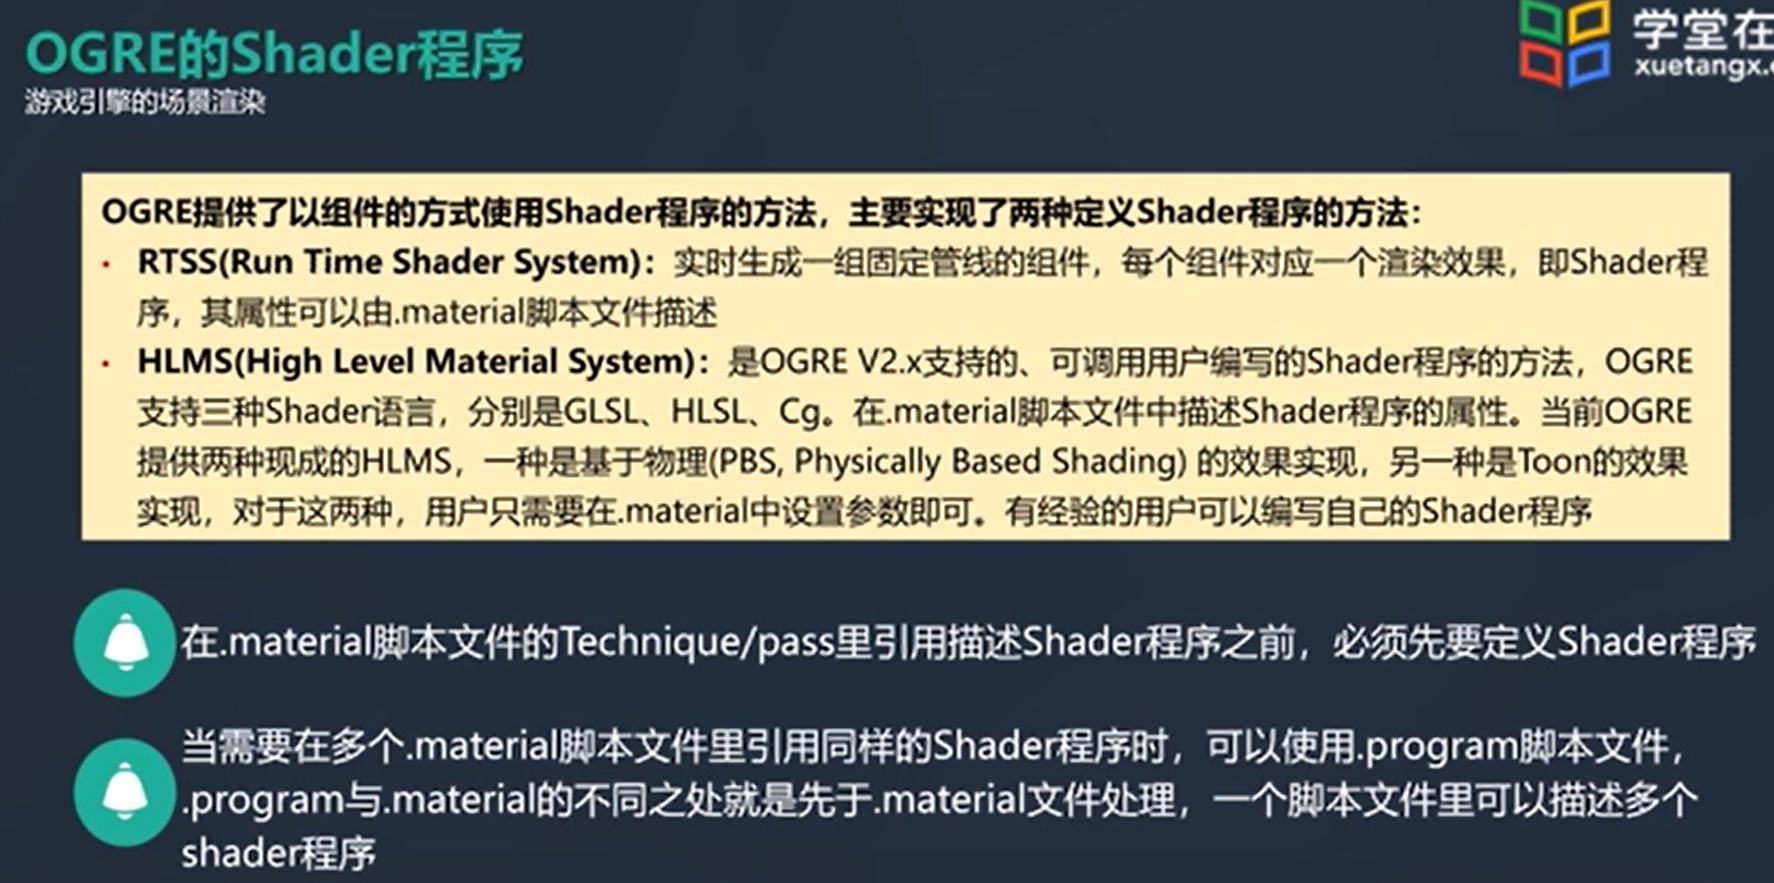 OGRE的Shader程序
游戏引擎的场景渲染
学堂在
xuetangx.
OGRE提供了以组件的方式使用Shader程序的方法，主要实现了两种定义Shader程序的方法：
· RTSS(Run Time Shader System)：实时生成一组固定管线的组件，每个组件对应一个渲染效果，即Shader程
序，其属性可以由.material脚本文件描述
· HLMS(High Level Material System)：是OGRE V2.x支持的、可调用用户编写的Shader程序的方法，OGRE
支持三种Shader语言，分别是GLSL、HLSL、Cg。在.material脚本文件中描述Shader程序的属性。当前OGRE
提供两种现成的HLMS，一种是基于物理(PBS, Physically Based Shading) 的效果实现，另一种是Toon的效果
实现，对于这两种，用户只需要在.material中设置参数即可。有经验的用户可以编写自己的Shader程序
在.material脚本文件的Technique/pass里引用描述Shader程序之前，必须先要定义Shader程序
当需要在多个.material脚本文件里引用同样的Shader程序时，可以使用.program脚本文件，
.program与.material的不同之处就是先于.material文件处理，一个脚本文件里可以描述多个
shader程序